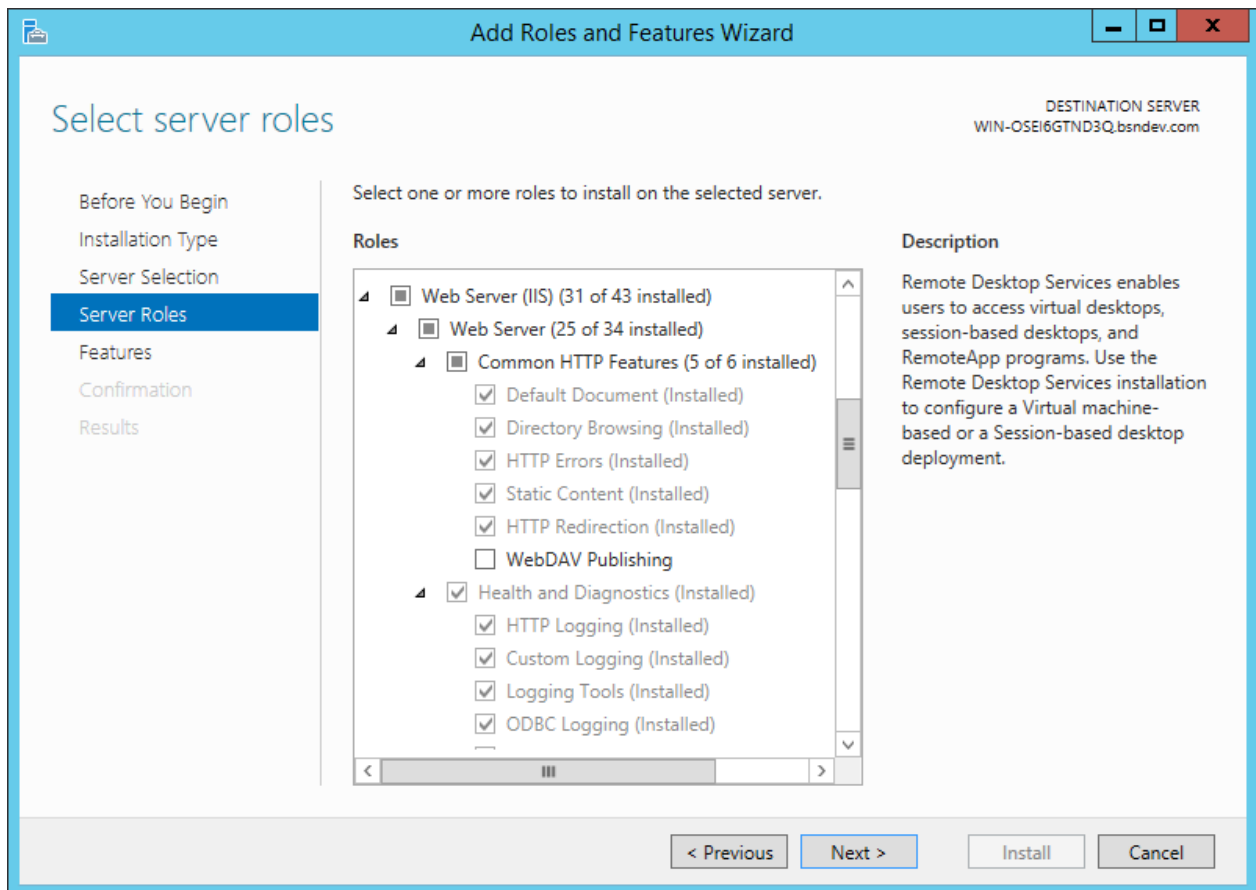 Add Roles and Features Wizard
Select server roles
DESTINATION SERVER
WIN-OSEI6GTND3Q.bsndev.com
Before You Begin
Installation Type
Server Selection
Server Roles
Features
Confirmation
Results
Select one or more roles to install on the selected server.
Roles
Web Server (IIS) (31 of 43 installed)
Web Server (25 of 34 installed)
Common HTTP Features (5 of 6 installed)
Default Document (Installed)
Directory Browsing (Installed)
HTTP Errors (Installed)
Static Content (Installed)
HTTP Redirection (Installed)
WebDAV Publishing
Health and Diagnostics (Installed)
HTTP Logging (Installed)
Custom Logging (Installed)
Logging Tools (Installed)
ODBC Logging (Installed)
Description
Remote Desktop Services enables
users to access virtual desktops,
session-based desktops, and
RemoteApp programs. Use the
Remote Desktop Services installation
to configure a Virtual machine-
based or a Session-based desktop
deployment.
< Previous
Next >
Install
Cancel